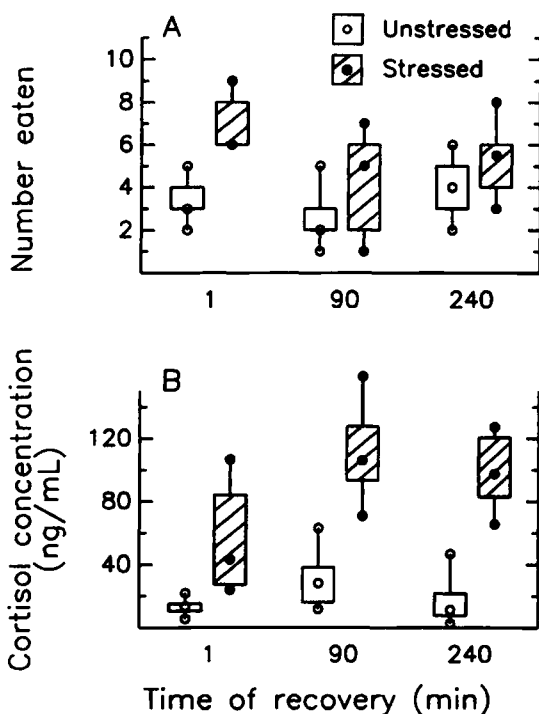 A
Unstressed
Stressed
Number eaten
10
8
6
4
2
1 90 240
B
Cortisol concentration
(ng/mL)
120
80
40
1 90 240
Time of recovery (min)